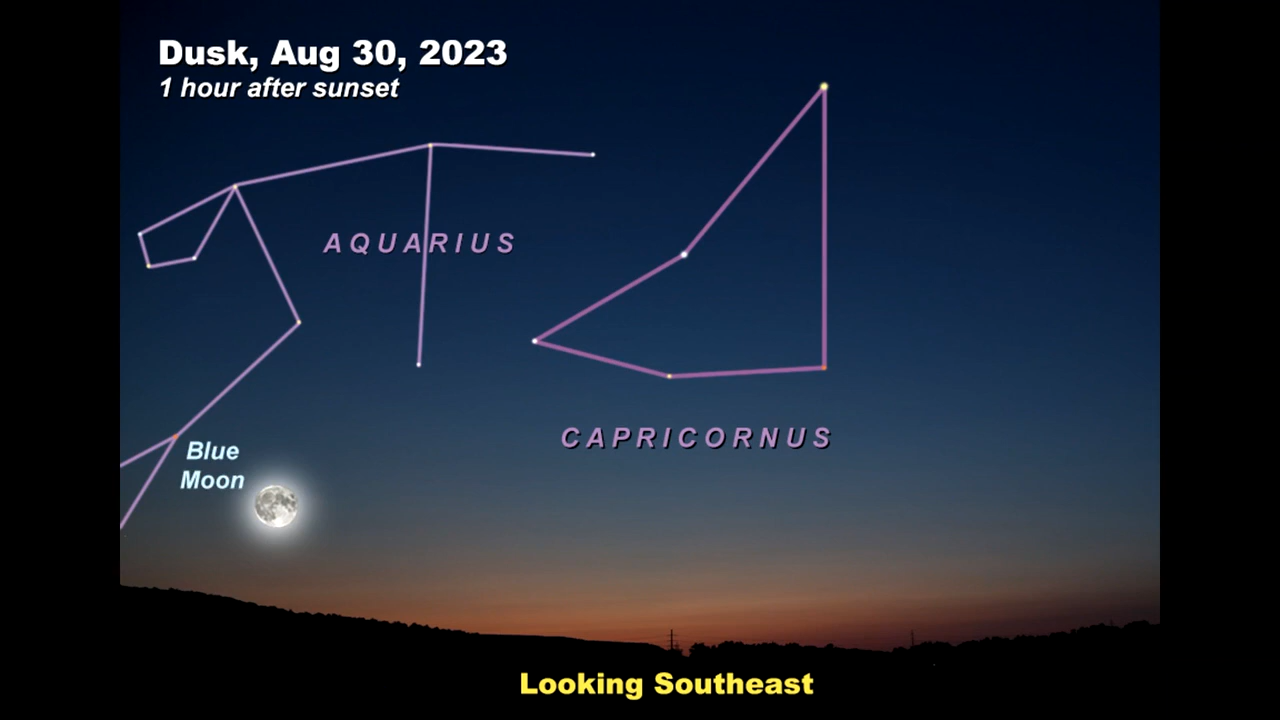 Dusk, Aug 30, 2023
1 hour after sunset
AQUARIUS
CAPRICORNUS
Blue
Moon
Looking Southeast